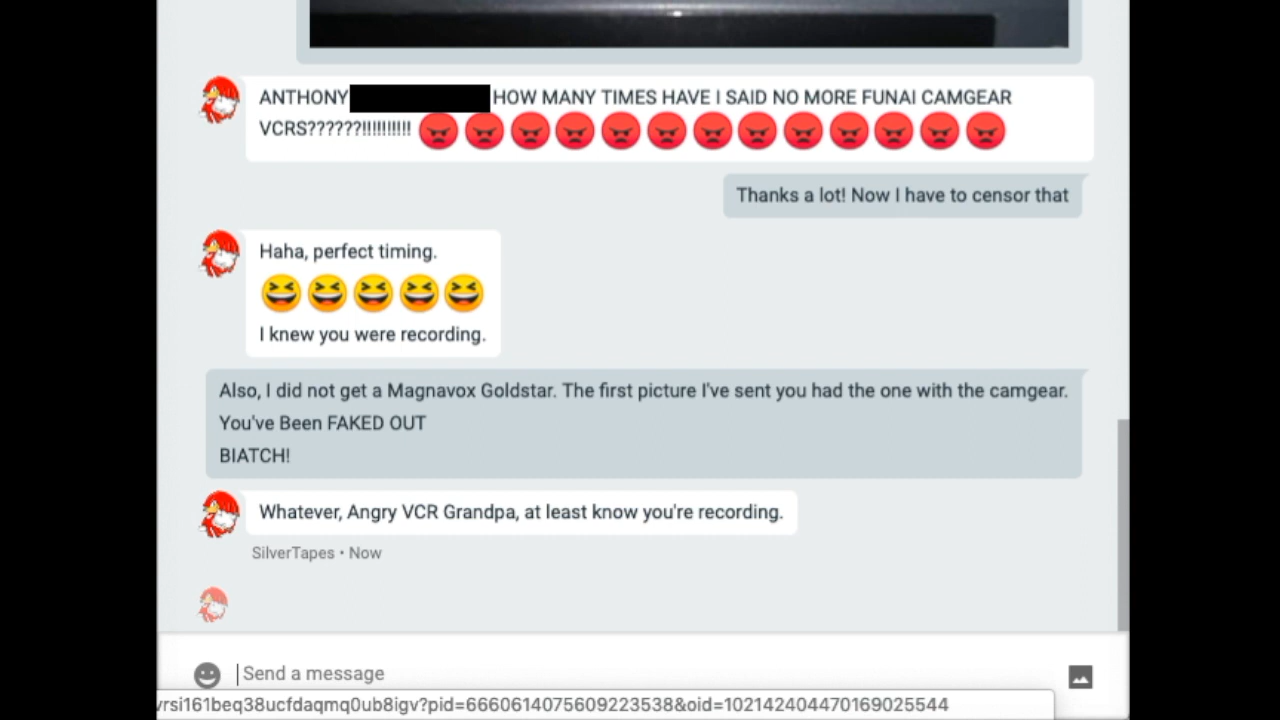 ANTHONY HOW MANY TIMES HAVE I SAID NO MORE FUNAI CAMGEAR
VCRS??????!!!!!!!!!! 😡😡😡😡😡😡😡😡😡😡😡😡😡
Thanks a lot! Now I have to censor that
Haha, perfect timing.
😆😆😆😆😆
I knew you were recording.
Also, I did not get a Magnavox Goldstar. The first picture I've sent you had the one with the camgear.
You've Been FAKED OUT
BIATCH!
Whatever, Angry VCR Grandpa, at least know you're recording.
SilverTapes • Now
Send a message
vrsi161beq38ucfdaqmq0ub8igv?pid=6660614075609223538&oid=102142404470169025544